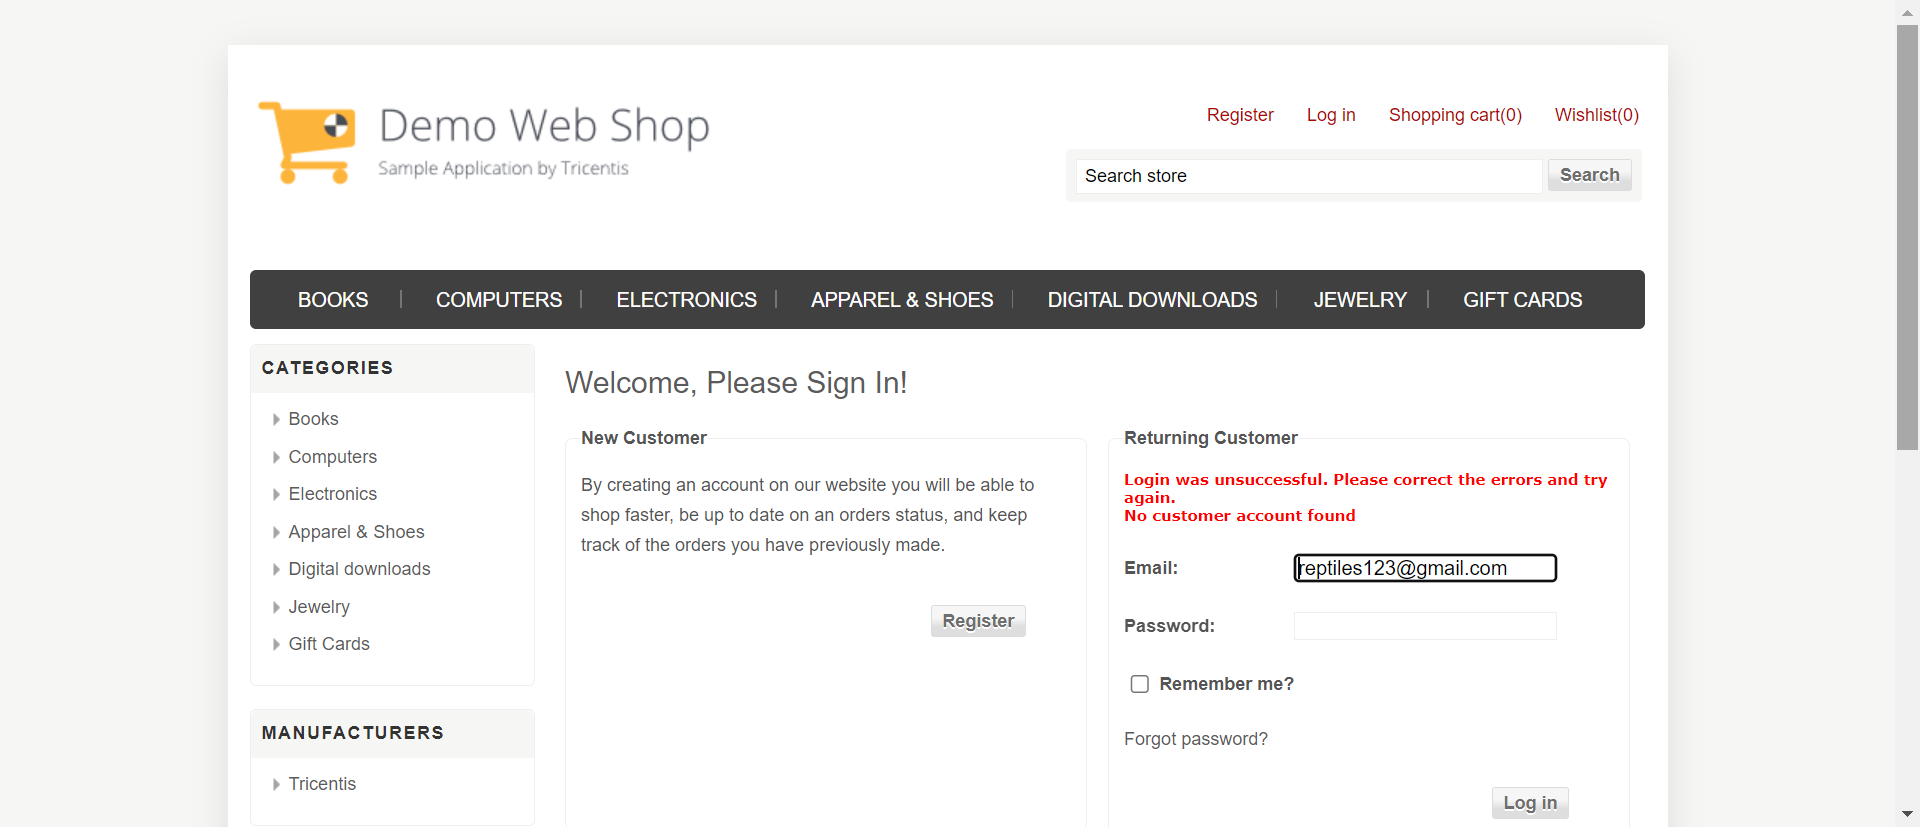 Demo Web Shop
Sample Application by Tricentis
Register Log in Shopping cart(0) Wishlist(0)
Search store Search
BOOKS COMPUTERS ELECTRONICS APPAREL & SHOES DIGITAL DOWNLOADS JEWELRY GIFT CARDS
CATEGORIES
Books
Computers
Electronics
Apparel & Shoes
Digital downloads
Jewelry
Gift Cards
MANUFACTURERS
Tricentis
Welcome, Please Sign In!
New Customer
By creating an account on our website you will be able to
shop faster, be up to date on an orders status, and keep
track of the orders you have previously made.
Register
Returning Customer
Login was unsuccessful. Please correct the errors and try
again.
No customer account found
Email: reptiles123@gmail.com
Password:
Remember me?
Forgot password?
Log in